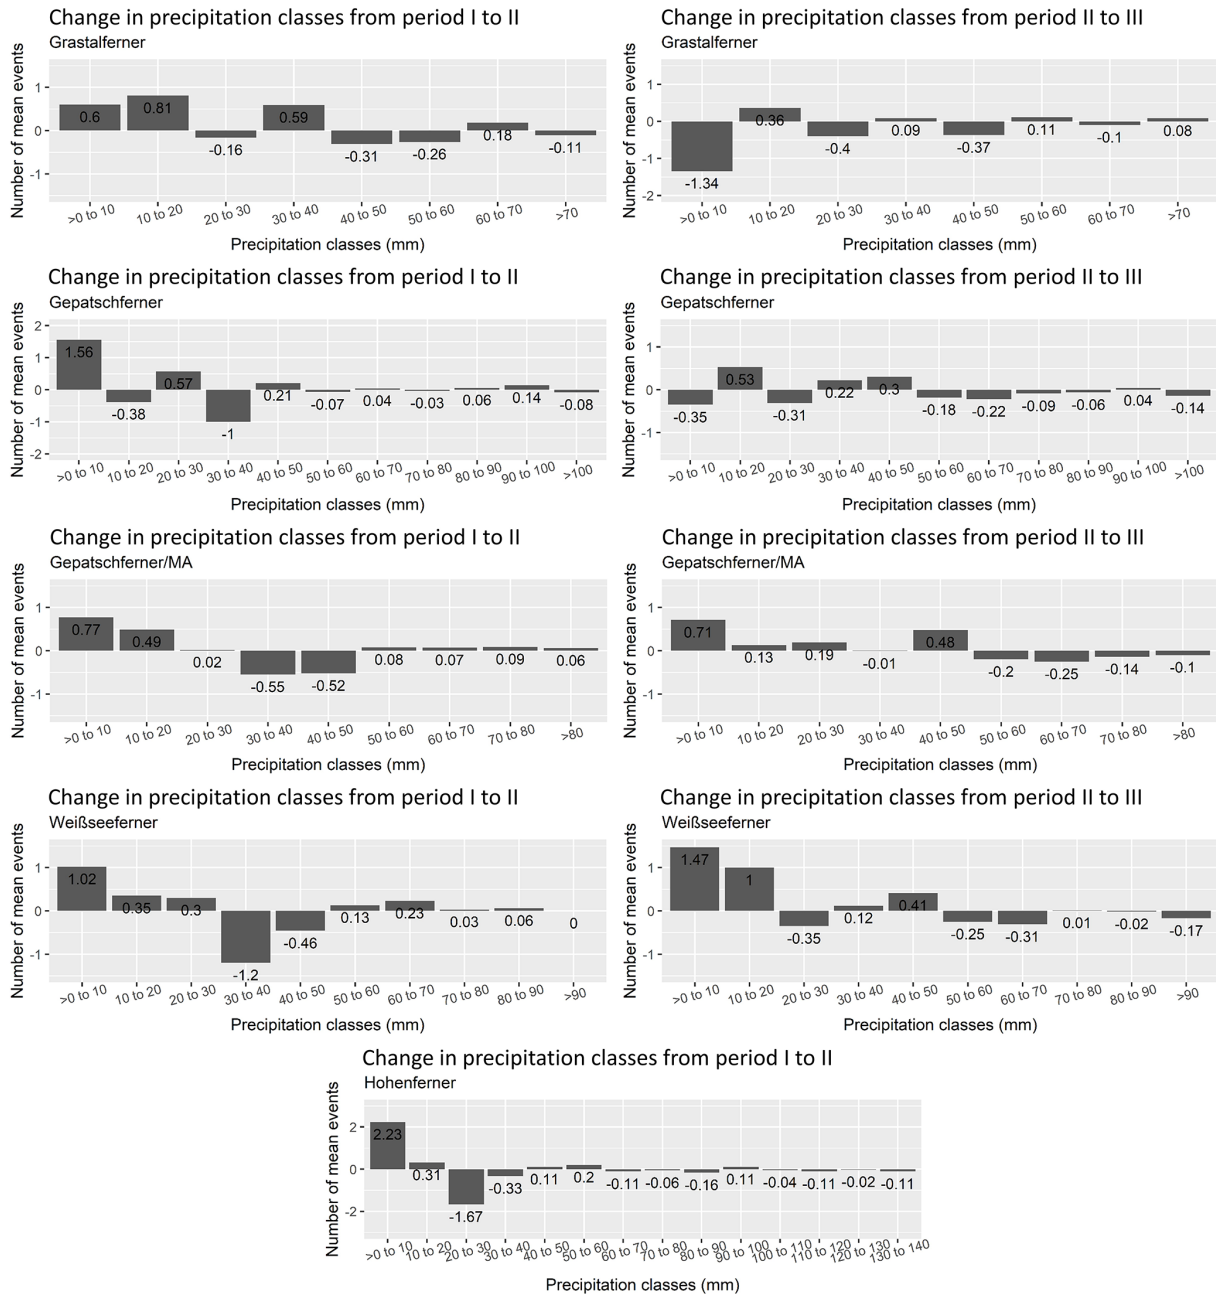 Change in precipitation classes from period I to II
Grastalferner
Number of mean events
1
0
-1
0.6
0.81
-0.16
0.59
-0.31
-0.26
0.18
-0.11
>0 to 10
10 to 20
20 to 30
30 to 40
40 to 50
50 to 60
60 to 70
>70
Precipitation classes (mm)
Change in precipitation classes from period II to III
Grastalferner
Number of mean events
1
0
-1
-2
-1.34
0.36
-0.4
0.09
-0.37
0.11
-0.1
0.08
>0 to 10
10 to 20
20 to 30
30 to 40
40 to 50
50 to 60
60 to 70
>70
Precipitation classes (mm)
Change in precipitation classes from period I to II
Gepatschferner
Number of mean events
2
1
0
-1
-2
1.56
-0.38
0.57
-1
0.21
-0.07
0.04
-0.03
0.06
0.14
-0.08
>0 to 10
10 to 20
20 to 30
30 to 40
40 to 50
50 to 60
60 to 70
70 to 80
80 to 90
90 to 100
>100
Precipitation classes (mm)
Change in precipitation classes from period II to III
Gepatschferner
Number of mean events
1
0
-1
-0.35
0.53
-0.31
0.22
0.3
-0.18
-0.22
-0.09
-0.06
0.04
-0.14
>0 to 10
10 to 20
20 to 30
30 to 40
40 to 50
50 to 60
60 to 70
70 to 80
80 to 90
90 to 100
>100
Precipitation classes (mm)
Change in precipitation classes from period I to II
Gepatschferner/MA
Number of mean events
1
0
-1
0.77
0.49
0.02
-0.55
-0.52
0.08
0.07
0.09
0.06
>0 to 10
10 to 20
20 to 30
30 to 40
40 to 50
50 to 60
60 to 70
70 to 80
>80
Precipitation classes (mm)
Change in precipitation classes from period II to III
Gepatschferner/MA
Number of mean events
1
0
-1
0.71
0.13
0.19
-0.01
0.48
-0.2
-0.25
-0.14
-0.1
>0 to 10
10 to 20
20 to 30
30 to 40
40 to 50
50 to 60
60 to 70
70 to 80
>80
Precipitation classes (mm)
Change in precipitation classes from period I to II
Weißseeferner
Number of mean events
1
0
-1
1.02
0.35
0.3
-1.2
-0.46
0.13
0.23
0.03
0.06
0
>0 to 10
10 to 20
20 to 30
30 to 40
40 to 50
50 to 60
60 to 70
70 to 80
80 to 90
>90
Precipitation classes (mm)
Change in precipitation classes from period II to III
Weißseeferner
Number of mean events
1
0
-1
1.47
1
-0.35
0.12
0.41
-0.25
-0.31
0.01
-0.02
-0.17
>0 to 10
10 to 20
20 to 30
30 to 40
40 to 50
50 to 60
60 to 70
70 to 80
80 to 90
>90
Precipitation classes (mm)
Change in precipitation classes from period I to II
Hohenferner
Number of mean events
2
0
-2
2.23
0.31
-1.67
-0.33
0.11
0.2
-0.11
-0.06
-0.16
0.11
-0.04
-0.11
-0.02
-0.11
>0 to 10
10 to 20
20 to 30
30 to 40
40 to 50
50 to 60
60 to 70
70 to 80
80 to 90
90 to 100
100 to 110
110 to 120
120 to 130
130 to 140
Precipitation classes (mm)